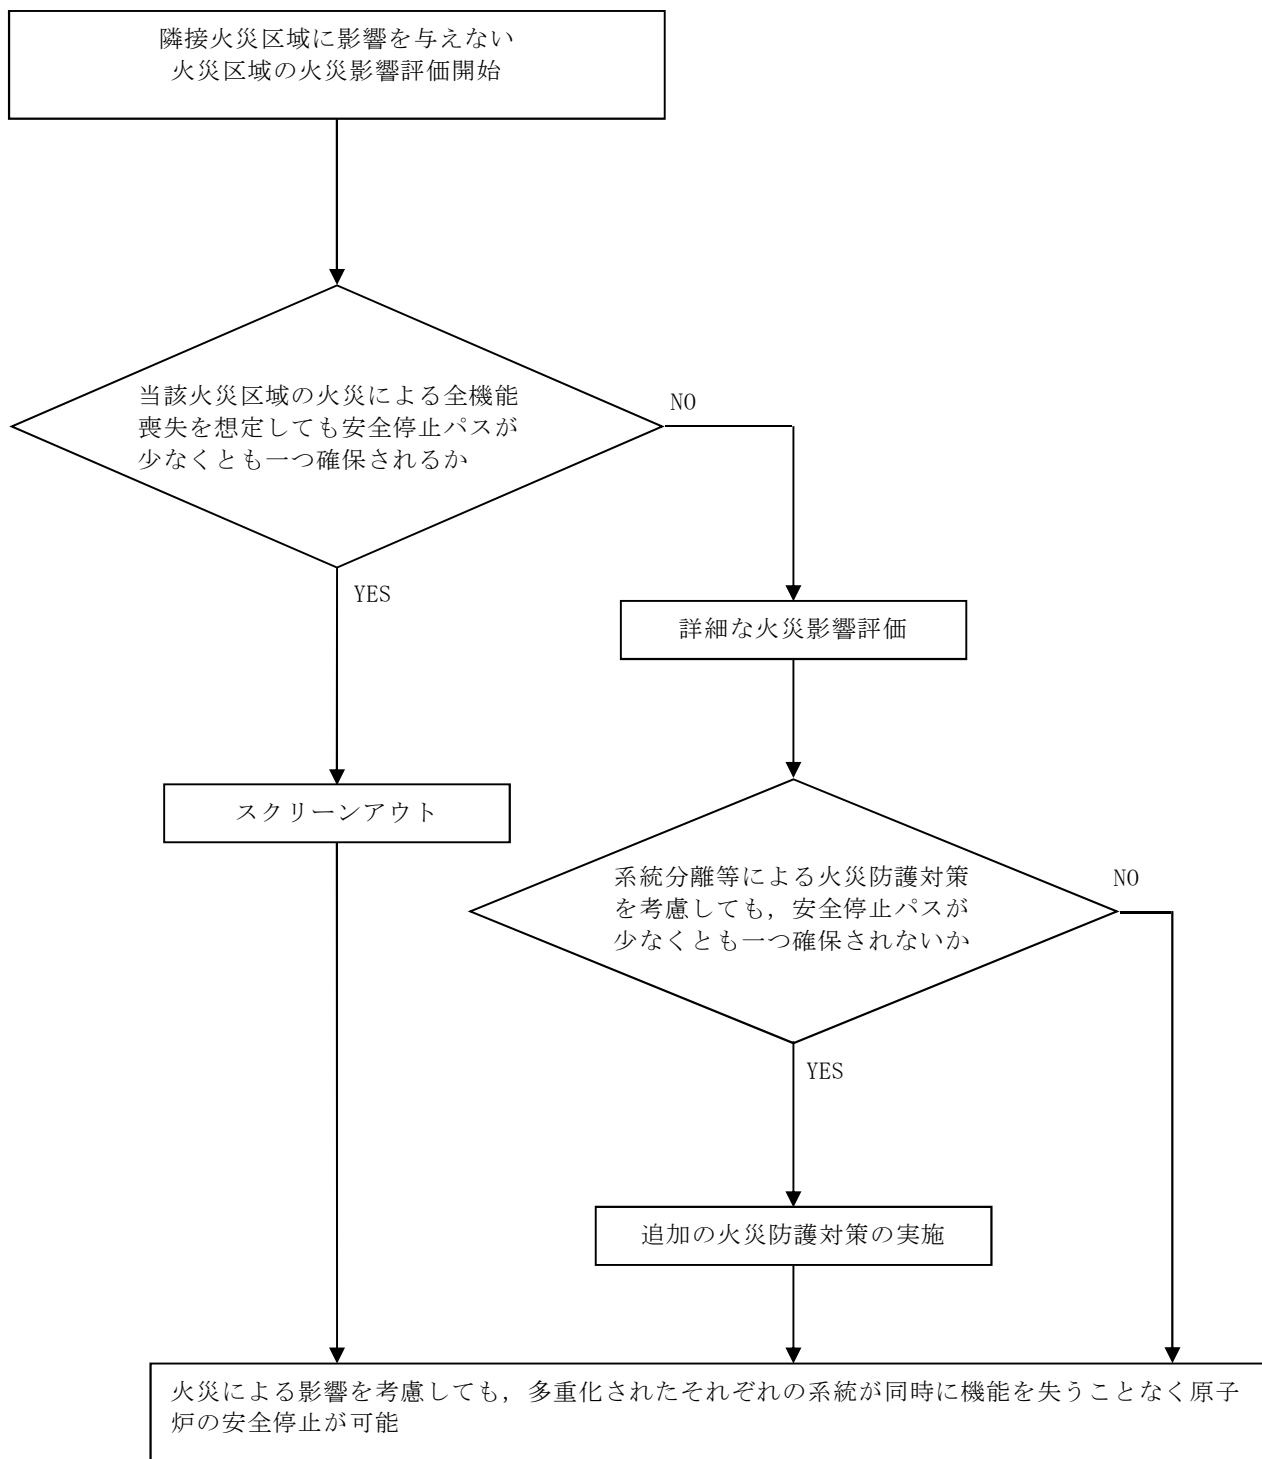 隣接火災区域に影響を与えない
火災区域の火災影響評価開始
当該火災区域の火災による全機能
喪失を想定しても安全停止パスが
少なくとも一つ確保されるか
NO
YES
詳細な火災影響評価
スクリーンアウト
系統分離等による火災防護対策
を考慮しても，安全停止パスが
少なくとも一つ確保されないか
NO
YES
追加の火災防護対策の実施
火災による影響を考慮しても，多重化されたそれぞれの系統が同時に機能を失うことなく原子
炉の安全停止が可能